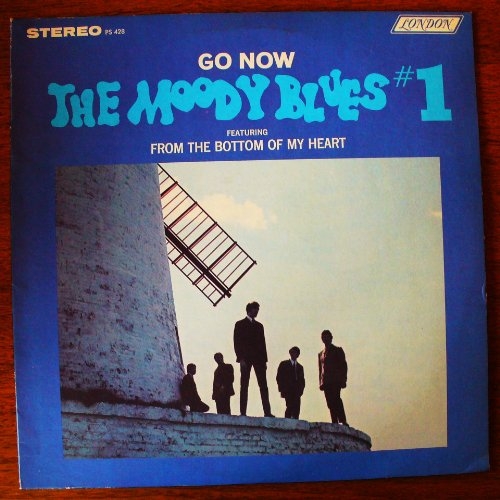 STEREO PS 428
LONDON
GO NOW
THE MOODY BLUES #1
FEATURING
FROM THE BOTTOM OF MY HEART